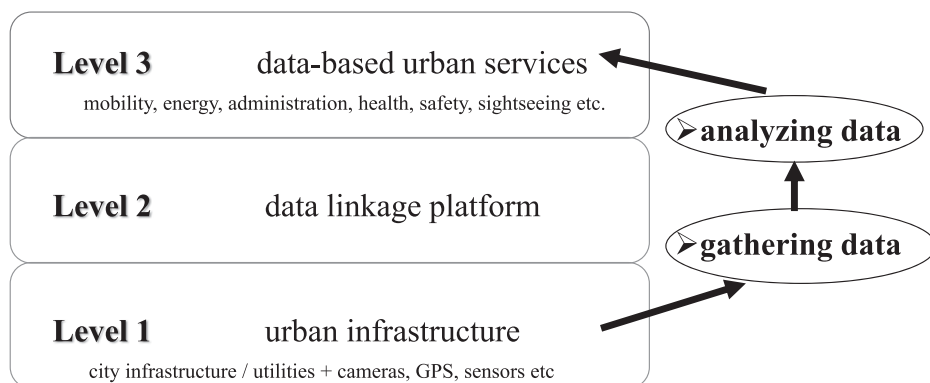 Level 3 data-based urban services
mobility, energy, administration, health, safety, sightseeing etc.
➢analyzing data
Level 2 data linkage platform
➢gathering data
Level 1 urban infrastructure
city infrastructure / utilities + cameras, GPS, sensors etc